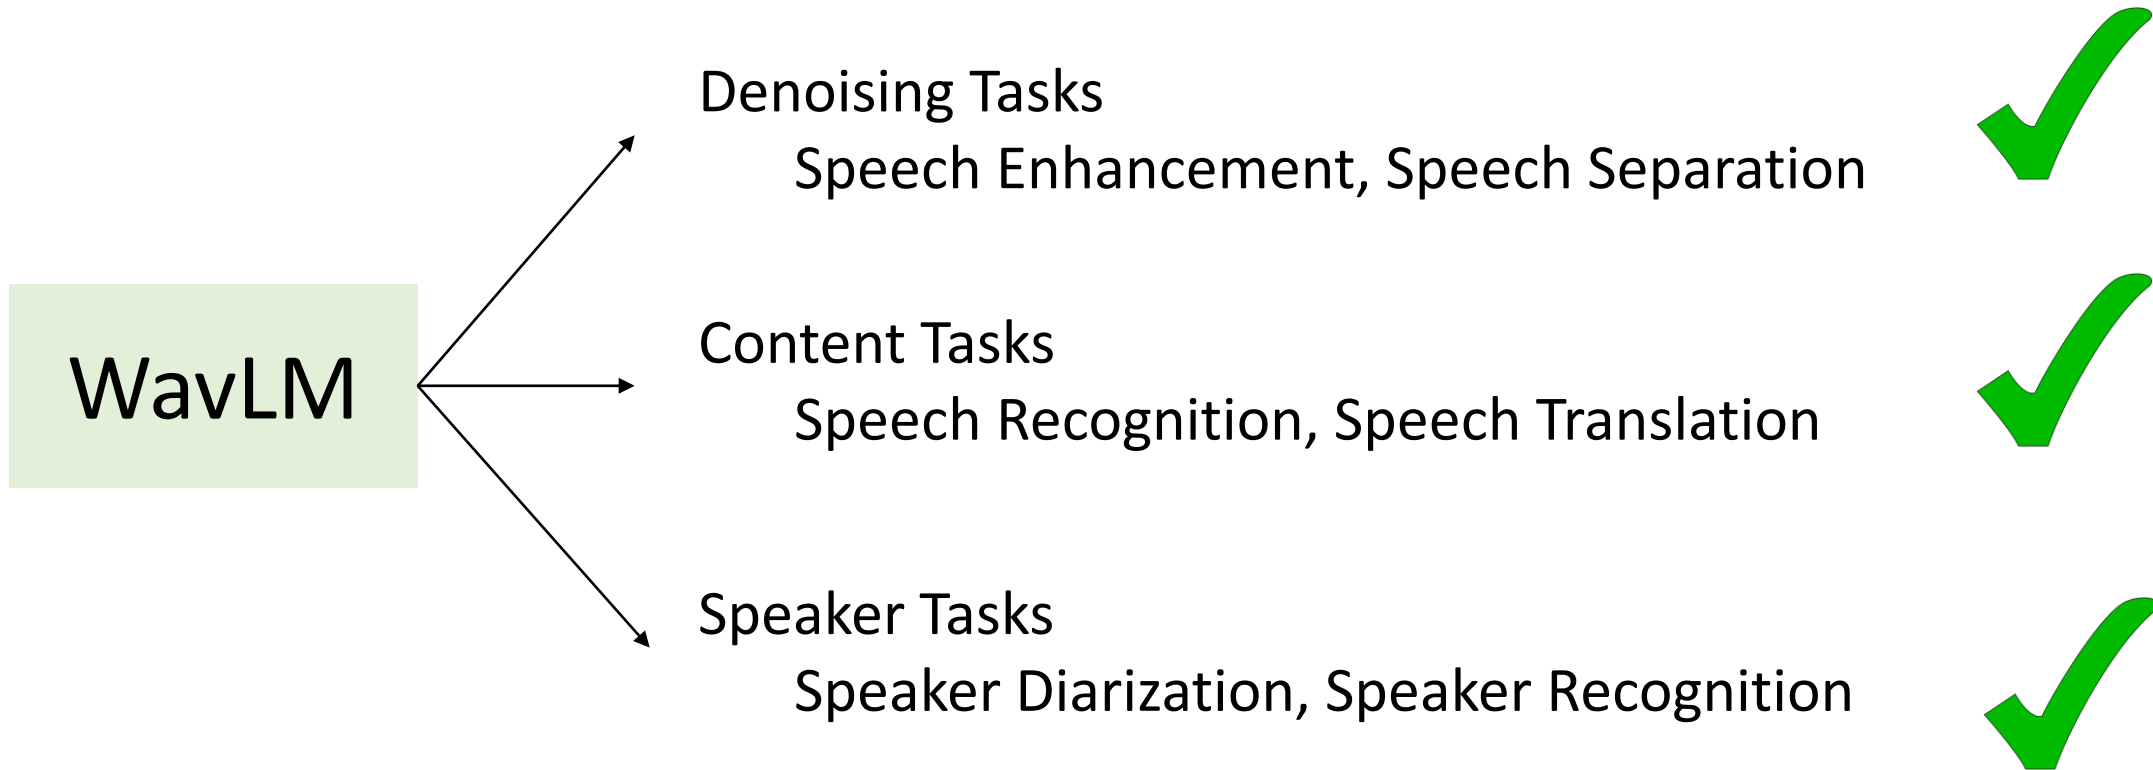 Denoising Tasks
Speech Enhancement, Speech Separation
WavLM
Content Tasks
Speech Recognition, Speech Translation
Speaker Tasks
Speaker Diarization, Speaker Recognition